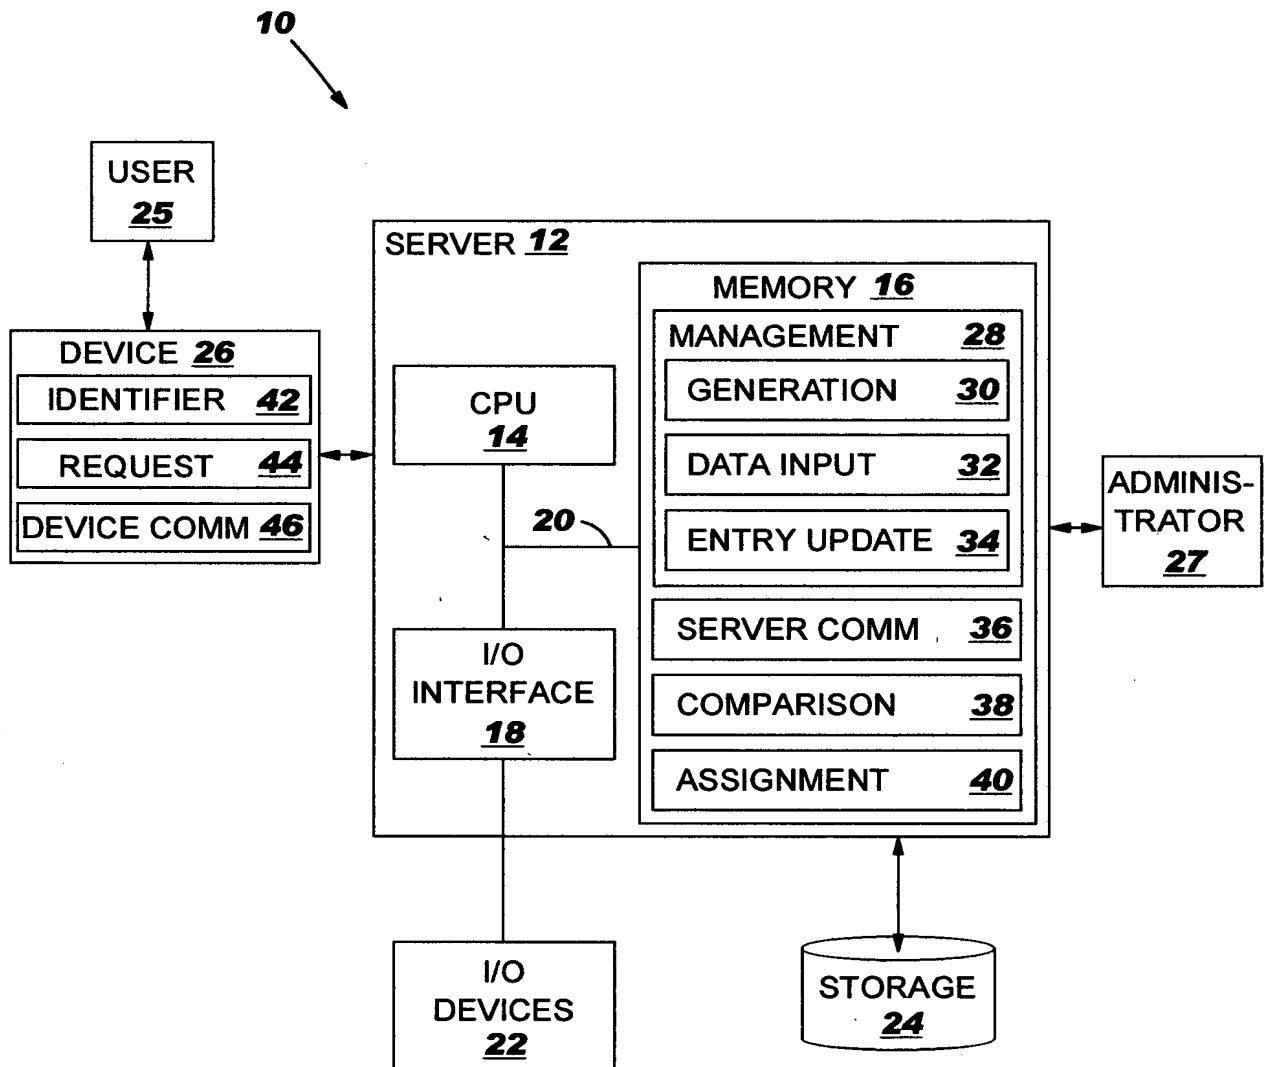 10
USER
25
SERVER 12
MEMORY 16
MANAGEMENT 28
GENERATION 30
DATA INPUT 32
ENTRY UPDATE 34
SERVER COMM 36
COMPARISON 38
ASSIGNMENT 40
DEVICE 26
IDENTIFIER 42
REQUEST 44
DEVICE COMM 46
CPU
14
20
I/O
INTERFACE
18
ADMINIS-
TRATOR
27
I/O
DEVICES
22
STORAGE
24